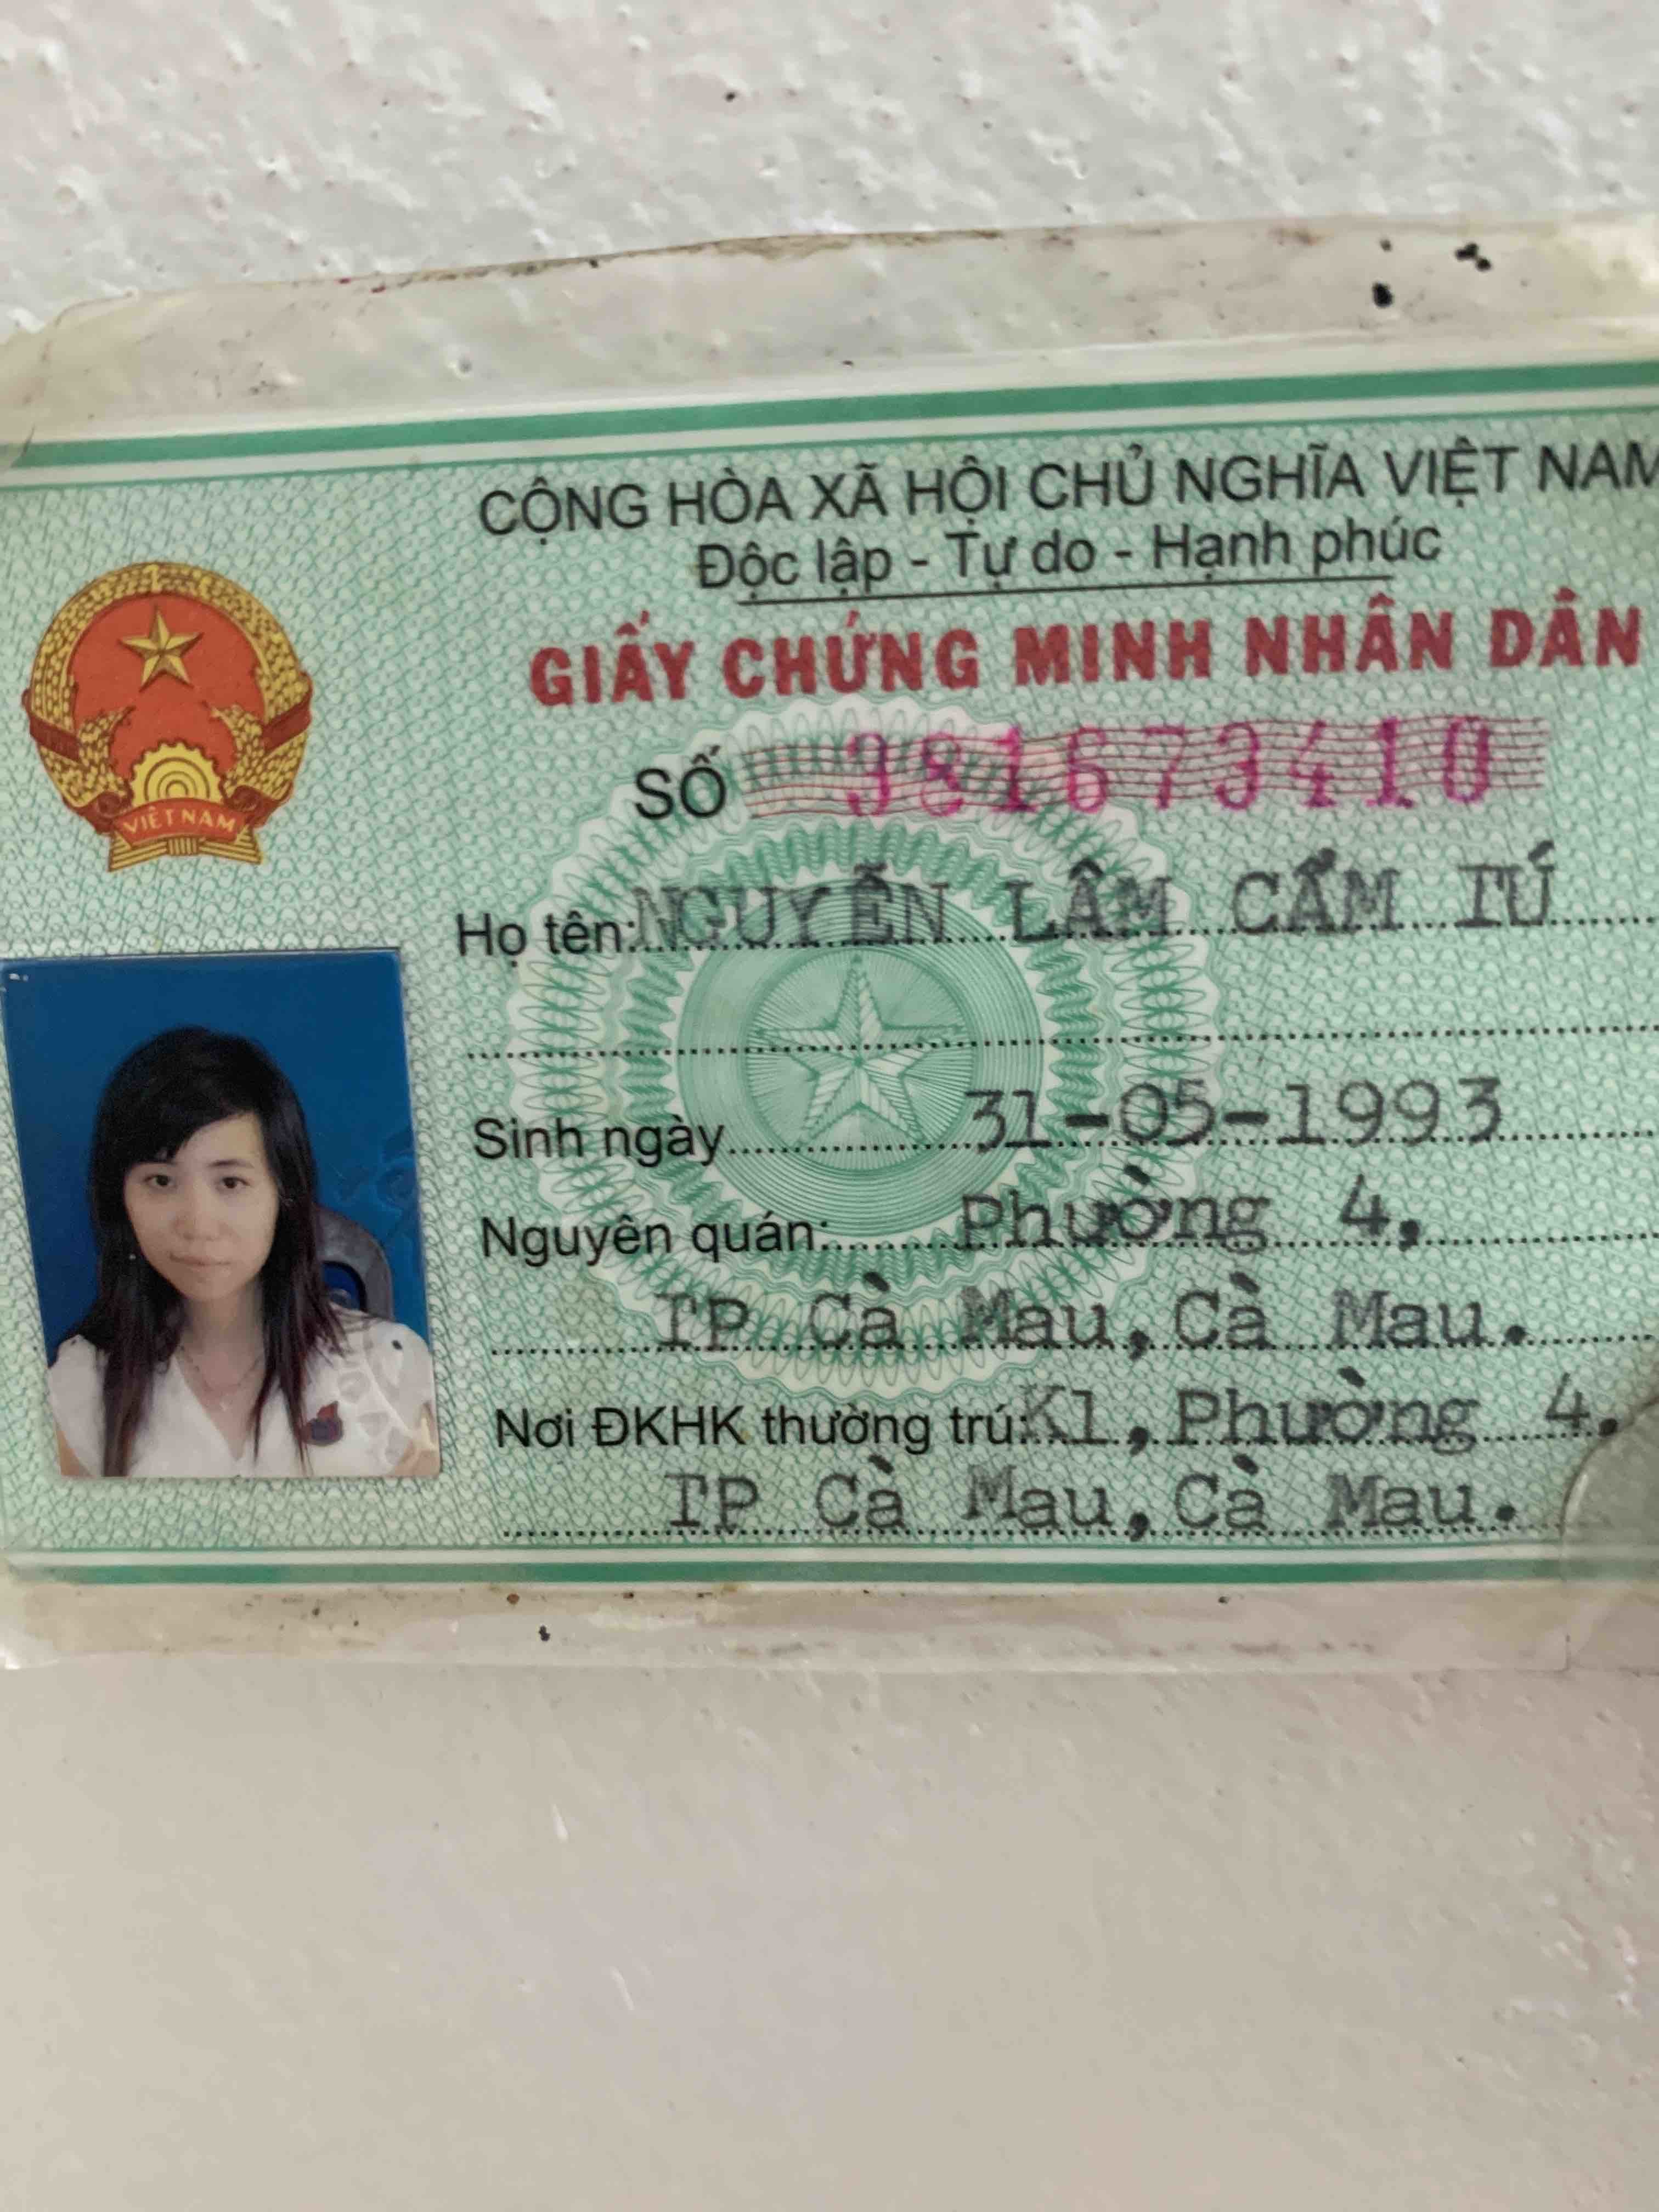 CỘNG HÒA XÃ HỘI CHỦ NGHĨA VIỆT NAM
Độc lập - Tự do - Hạnh phúc
GIẤY CHỨNG MINH NHÂN DÂN
VIỆT NAM
SỐ 381673410
Họ tên: NGUYỄN LÂM CẨM TÚ
Sinh ngày 31-05-1993
Nguyên quán: Phường 4,
TP Cà Mau, Cà Mau.
Nơi ĐKHK thường trú: K1, Phường 4,
TP Cà Mau, Cà Mau.